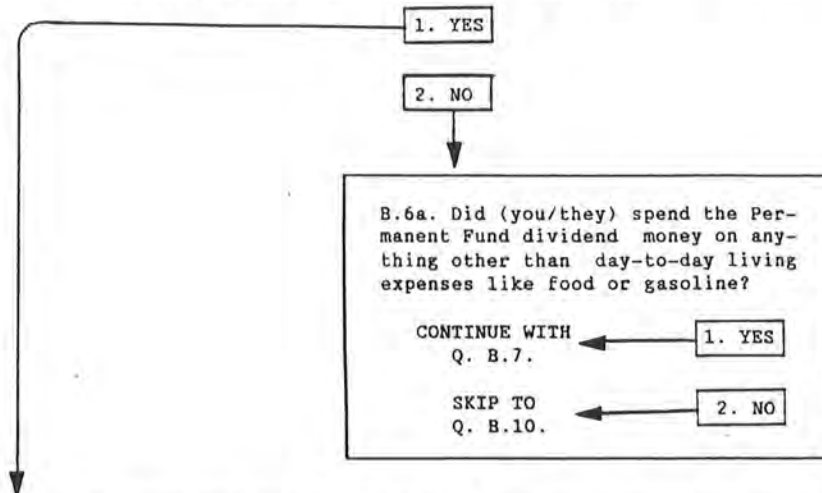 1. YES
2. NO
B.6a. Did (you/they) spend the Per-
manent Fund dividend money on any-
thing other than day-to-day living
expenses like food or gasoline?
CONTINUE WITH
Q. B.7.
1. YES
SKIP TO
Q. B.10.
2. NO